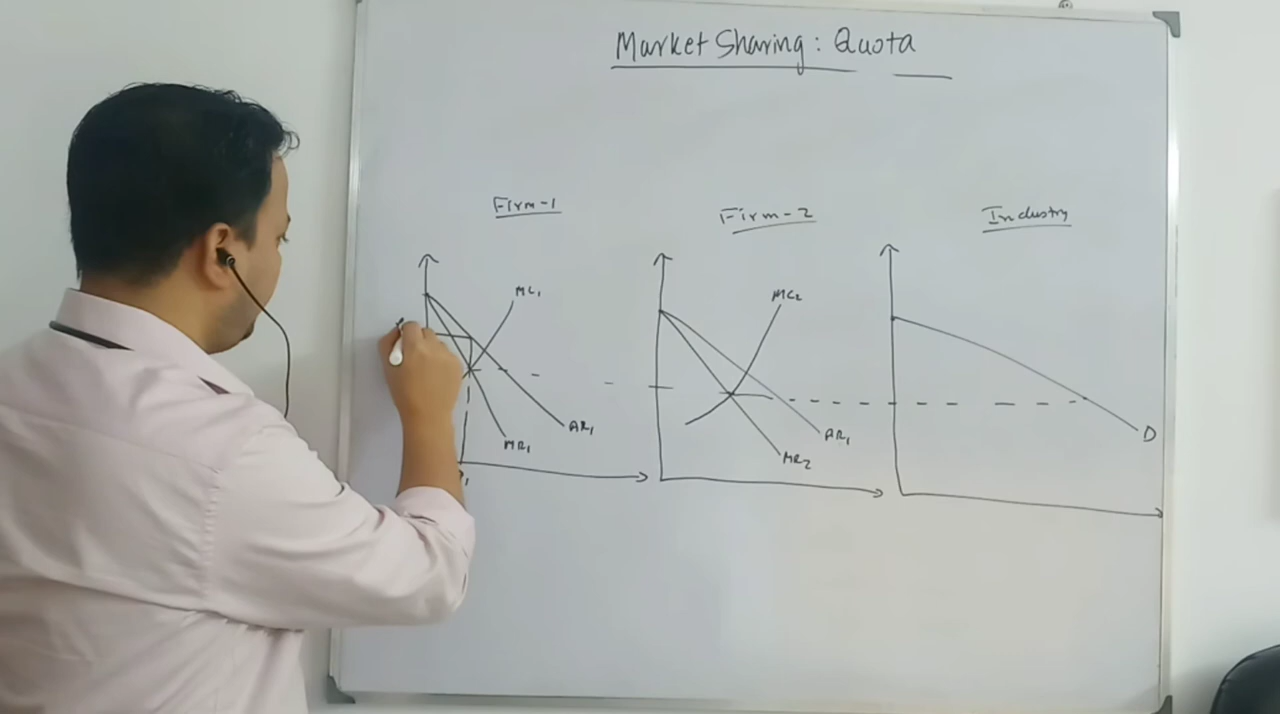 Market Sharing: Quota
Firm-1
Firm-2
Industry
MC₁
AR₁
MR₁
MC₂
AR₁
MR₂
D